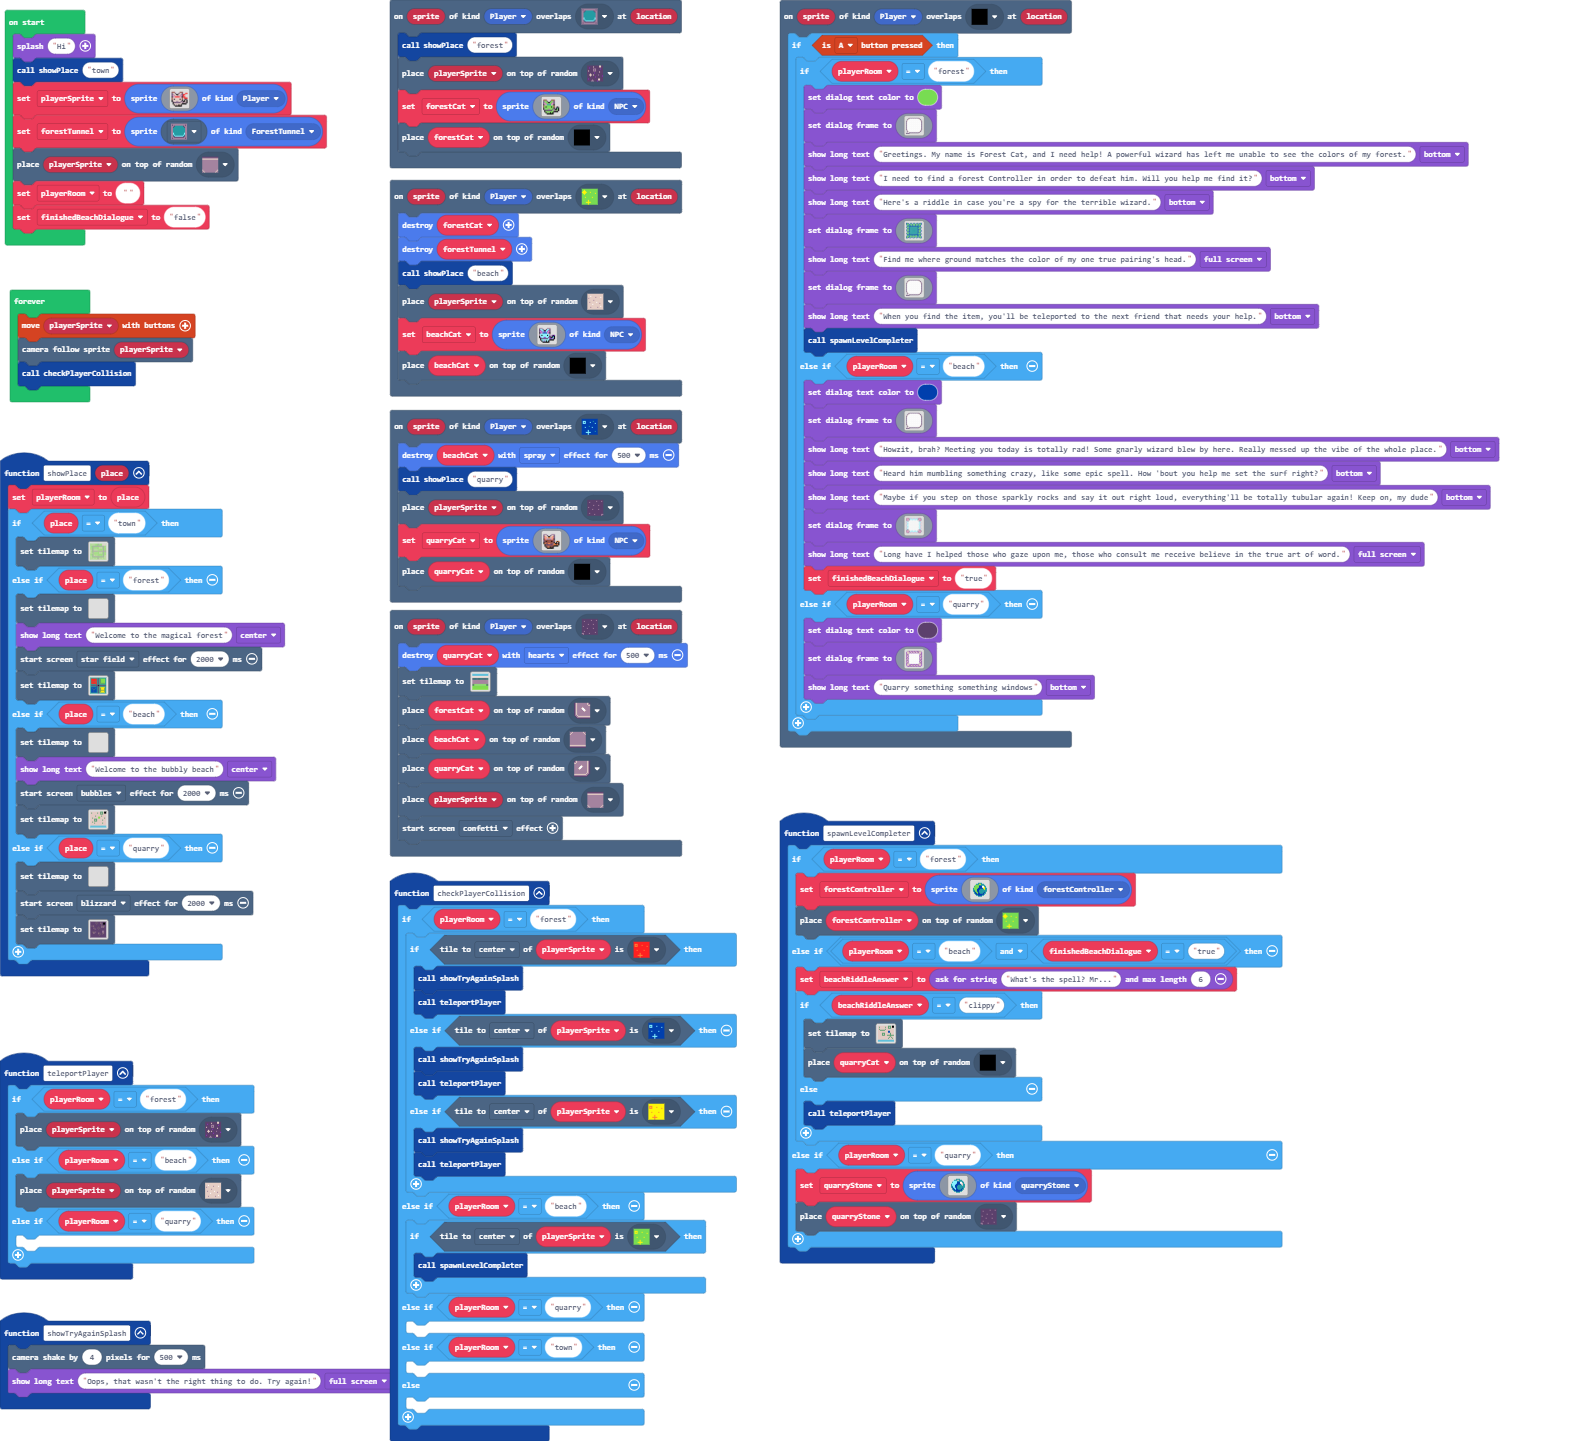 on start
splash "Hi"
call showPlace "town"
set playerSprite to sprite of kind Player
set forestTunnel to sprite of kind ForestTunnel
place playerSprite on top of random
set playerRoom to ""
set finishedBeachDialogue to "false"
forever
move playerSprite with buttons
camera follow sprite playerSprite
call checkPlayerCollision
function showPlace place
set playerRoom to place
if place = "town" then
set tilemap to
else if place = "forest" then
set tilemap to
show long text "Welcome to the magical forest" center
start screen star field effect for 2000 ms
set tilemap to
else if place = "beach" then
set tilemap to
show long text "Welcome to the bubbly beach" center
start screen bubbles effect for 2000 ms
set tilemap to
else if place = "quarry" then
set tilemap to
start screen blizzard effect for 2000 ms
set tilemap to
function teleportPlayer
if playerRoom = "forest" then
place playerSprite on top of random
else if playerRoom = "beach" then
place playerSprite on top of random
else if playerRoom = "quarry" then
function showTryAgainSplash
camera shake by 4 pixels for 500 ms
show long text "Oops, that wasn't the right thing to do. Try again!" full screen
on sprite of kind Player overlaps at location
call showPlace "forest"
place playerSprite on top of random
set forestCat to sprite of kind NPC
place forestCat on top of random
on sprite of kind Player overlaps at location
destroy forestCat
destroy forestTunnel
call showPlace "beach"
place playerSprite on top of random
set beachCat to sprite of kind NPC
place beachCat on top of random
on sprite of kind Player overlaps at location
destroy beachCat with spray effect for 500 ms
call showPlace "quarry"
place playerSprite on top of random
set quarryCat to sprite of kind NPC
place quarryCat on top of random
on sprite of kind Player overlaps at location
destroy quarryCat with hearts effect for 500 ms
set tilemap to
place forestCat on top of random
place beachCat on top of random
place quarryCat on top of random
place playerSprite on top of random
start screen confetti effect
function checkPlayerCollision
if playerRoom = "forest" then
if tile to center of playerSprite is then
call showTryAgainSplash
call teleportPlayer
else if tile to center of playerSprite is then
call showTryAgainSplash
call teleportPlayer
else if tile to center of playerSprite is then
call showTryAgainSplash
call teleportPlayer
else if playerRoom = "beach" then
if tile to center of playerSprite is then
call spawnLevelCompleter
else if playerRoom = "quarry" then
else if playerRoom = "town" then
else
on sprite of kind Player overlaps at location
if is A button pressed then
if playerRoom = "forest" then
set dialog text color to
set dialog frame to
show long text "Greetings. My name is Forest Cat, and I need help! A powerful wizard has left me unable to see the colors of my forest." bottom
show long text "I need to find a forest Controller in order to defeat him. Will you help me find it?" bottom
show long text "Here's a riddle in case you're a spy for the terrible wizard." bottom
set dialog frame to
show long text "Find me where ground matches the color of my one true pairing's head." full screen
set dialog frame to
show long text "When you find the item, you'll be teleported to the next friend that needs your help." bottom
call spawnLevelCompleter
else if playerRoom = "beach" then
set dialog text color to
set dialog frame to
show long text "Howzit, brah? Meeting you today is totally rad! Some gnarly wizard blew by here. Really messed up the vibe of the whole place." bottom
show long text "Heard him mumbling something crazy, like some epic spell. How 'bout you help me set the surf right?" bottom
show long text "Maybe if you step on those sparkly rocks and say it out right loud, everything'll be totally tubular again! Keep on, my dude" bottom
set dialog frame to
show long text "Long have I helped those who gaze upon me, those who consult me receive believe in the true art of word." full screen
set finishedBeachDialogue to "true"
else if playerRoom = "quarry" then
set dialog text color to
set dialog frame to
show long text "Quarry something something windows" bottom
function spawnLevelCompleter
if playerRoom = "forest" then
set forestController to sprite of kind forestController
place forestController on top of random
else if playerRoom = "beach" and finishedBeachDialogue = "true" then
set beachRiddleAnswer to ask for string "What's the spell? Mr..." and max length 6
if beachRiddleAnswer = "clippy" then
set tilemap to
place quarryCat on top of random
else
call teleportPlayer
else if playerRoom = "quarry" then
set quarryStone to sprite of kind quarryStone
place quarryStone on top of random